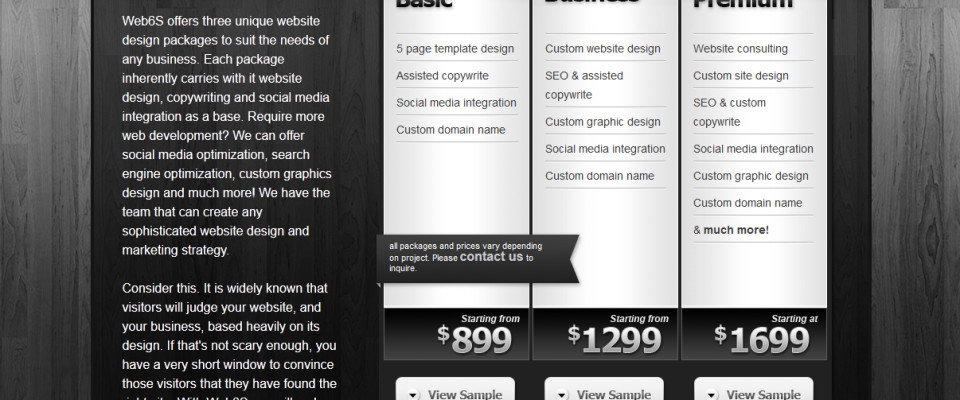 Web6S offers three unique website
design packages to suit the needs of
any business. Each package
inherently carries with it website
design, copywriting and social media
integration as a base. Require more
web development? We can offer
social media optimization, search
engine optimization, custom graphics
design and much more! We have the
team that can create any
sophisticated website design and
marketing strategy.
Consider this. It is widely known that
visitors will judge your website, and
your business, based heavily on its
design. If that's not scary enough, you
have a very short window to convince
those visitors that they have found the
Basic
5 page template design
Assisted copywrite
Social media integration
Custom domain name
all packages and prices vary depending
on project. Please contact us to
inquire.
Starting from
$899
View Sample
Business
Custom website design
SEO & assisted
copywrite
Custom graphic design
Social media integration
Custom domain name
Starting from
$1299
View Sample
Premium
Website consulting
Custom site design
SEO & custom
copywrite
Social media integration
Custom graphic design
Custom domain name
& much more!
Starting at
$1699
View Sample